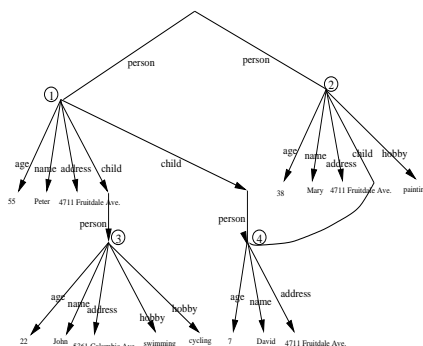 person
person
1
2
age
name
address
child
child
age
name
address
child
hobby
55
Peter
4711 Fruitdale Ave.
38
Mary
4711 Fruitdale Ave.
person
person
3
4
age
name
address
hobby
hobby
age
name
address
22
John
swimming
cycling
7
David
4711 Fruitdale Ave.